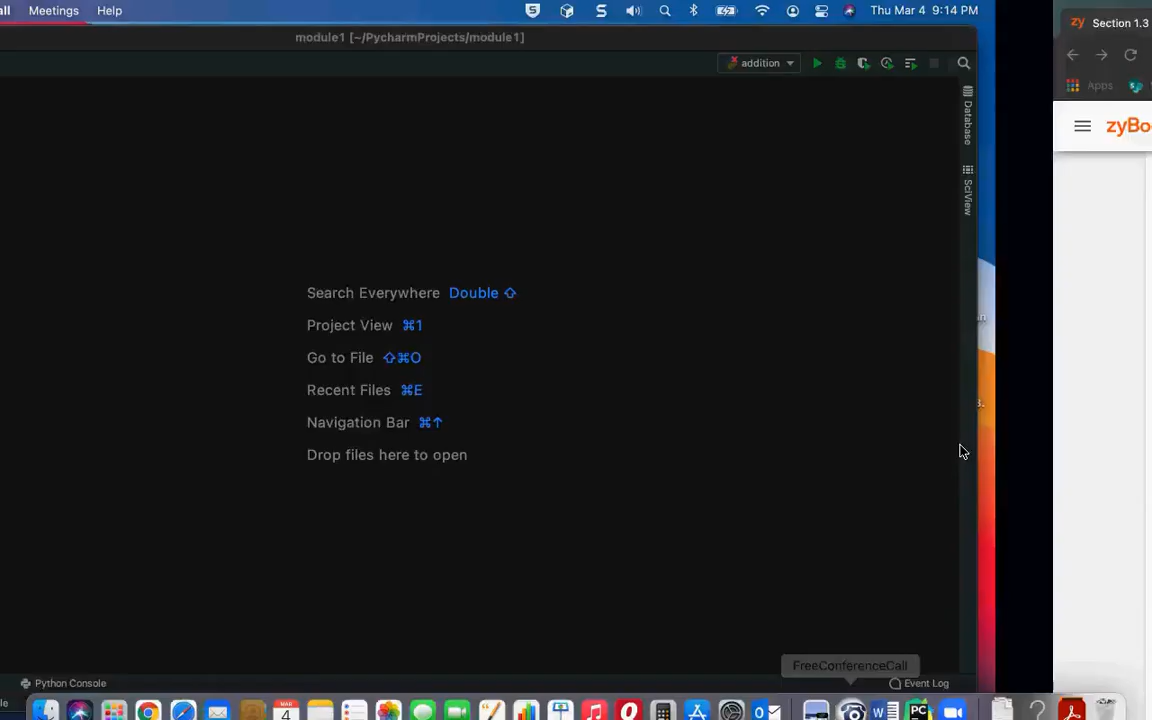 Meetings Help
Thu Mar 4 9:14 PM
module1 [~/PycharmProjects/module1]
Section 1.3
addition
Apps
Database
zyBo
SciView
Search Everywhere Double ⇧
Project View ⌘1
Go to File ⇧⌘O
Recent Files ⌘E
Navigation Bar ⌘↑
Drop files here to open
FreeConferenceCall
Python Console
Event Log